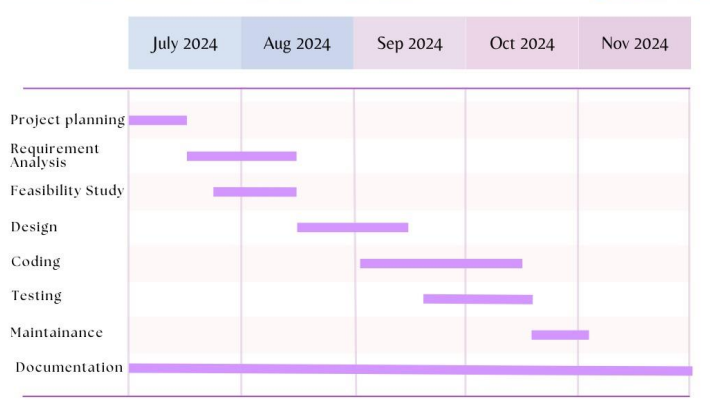 July 2024 Aug 2024 Sep 2024 Oct 2024 Nov 2024
Project planning
Requirement
Analysis
Feasibility Study
Design
Coding
Testing
Maintainance
Documentation